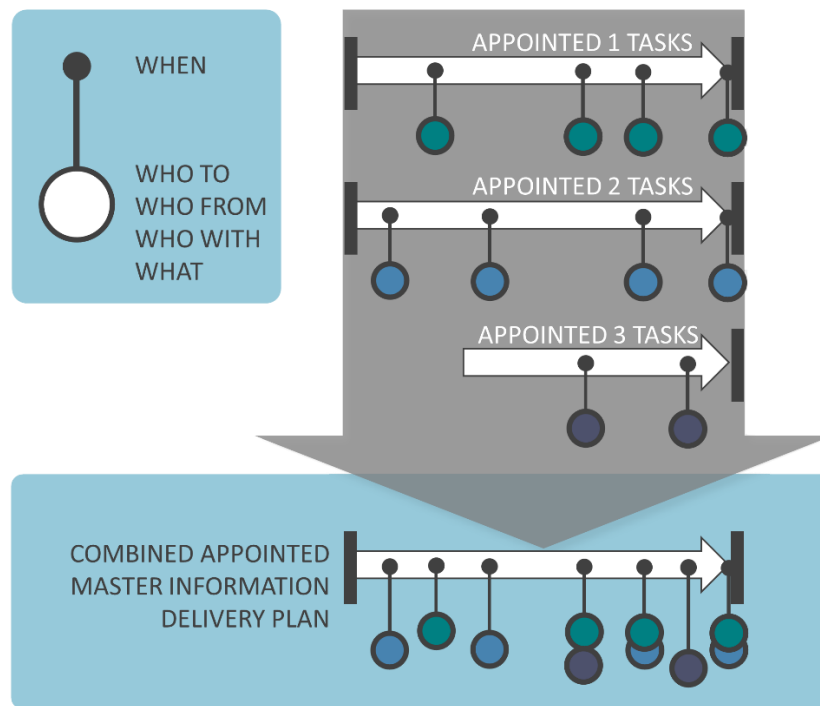 WHEN
WHO TO
WHO FROM
WHO WITH
WHAT
APPOINTED 1 TASKS
APPOINTED 2 TASKS
APPOINTED 3 TASKS
COMBINED APPOINTED
MASTER INFORMATION
DELIVERY PLAN